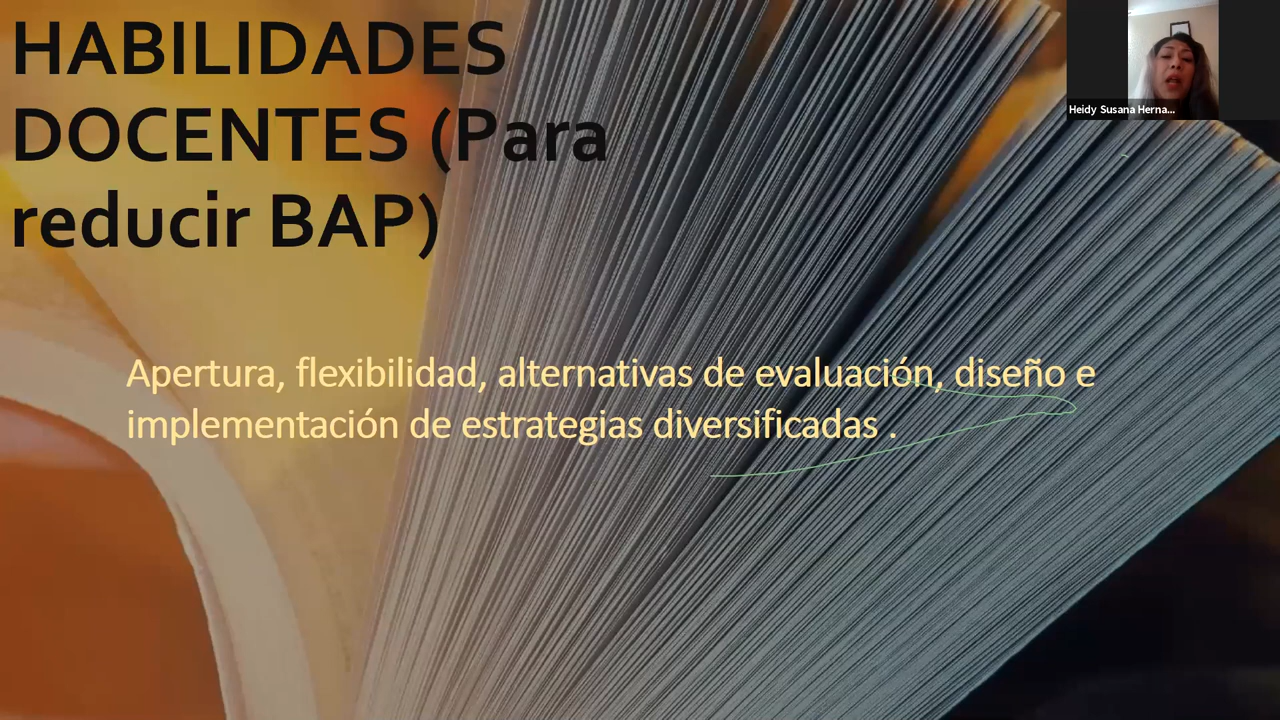 HABILIDADES
DOCENTES (Para
reducir BAP)
Heidy Susana Herna...
Apertura, flexibilidad, alternativas de evaluación, diseño e
implementación de estrategias diversificadas .